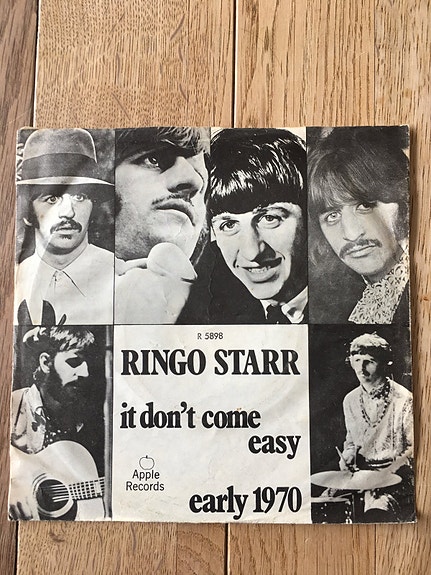 R 5898
RINGO STARR
it don't come
easy
Apple
Records
early 1970